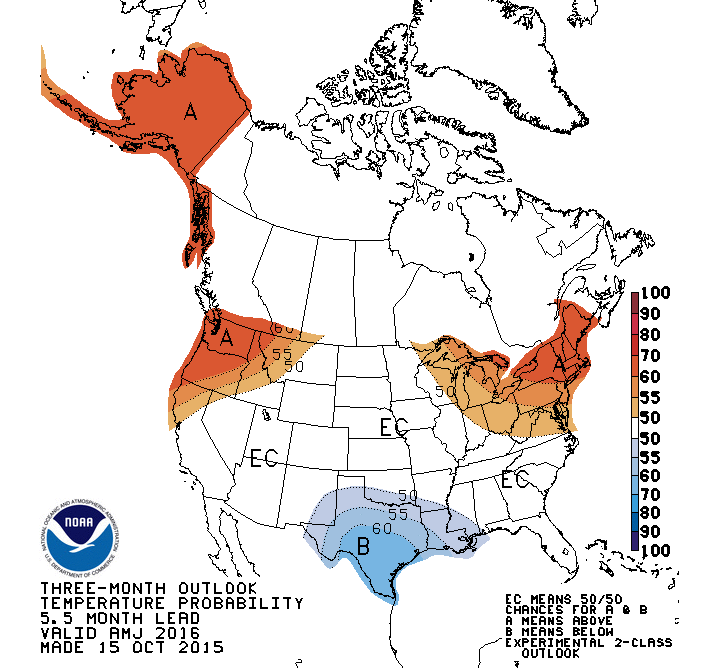 A
60
A
55
50
A
50
EC
EC
EC
50
55
60
B
100
90
80
70
60
55
50
50
55
60
70
80
90
100
NATIONAL OCEANIC AND ATMOSPHERIC ADMINISTRATION
NOAA
U.S. DEPARTMENT OF COMMERCE
THREE-MONTH OUTLOOK
TEMPERATURE PROBABILITY
5.5 MONTH LEAD
VALID AMJ 2016
MADE 15 OCT 2015
EC MEANS 50/50
CHANCES FOR A & B
A MEANS ABOVE
B MEANS BELOW
EXPERIMENTAL 2-CLASS
OUTLOOK